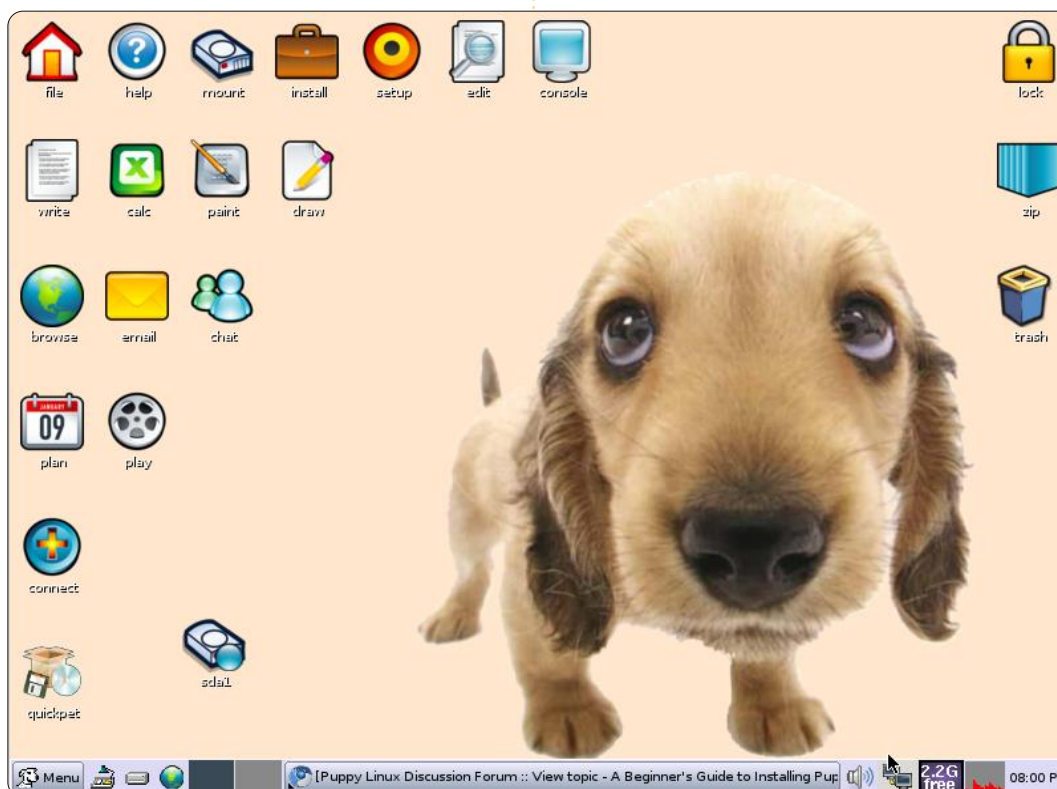 file
help
mount
install
setup
edit
console
lock
write
calc
paint
draw
zip
browse
email
chat
trash
JANUARY
09
plan
play
connect
sda1
quickpet
Menu
[Puppy Linux Discussion Forum :: View topic - A Beginner's Guide to Installing Pup
2.2G
free
08:00 P